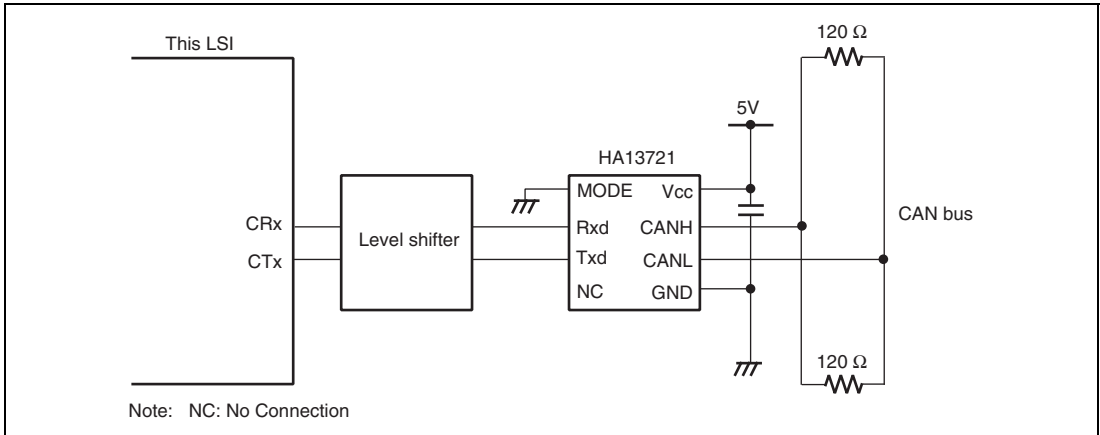 This LSI
CRx
CTx
Level shifter
HA13721
MODE
Rxd
Txd
NC
Vcc
CANH
CANL
GND
5V
120 Ω
CAN bus
120 Ω
Note: NC: No Connection